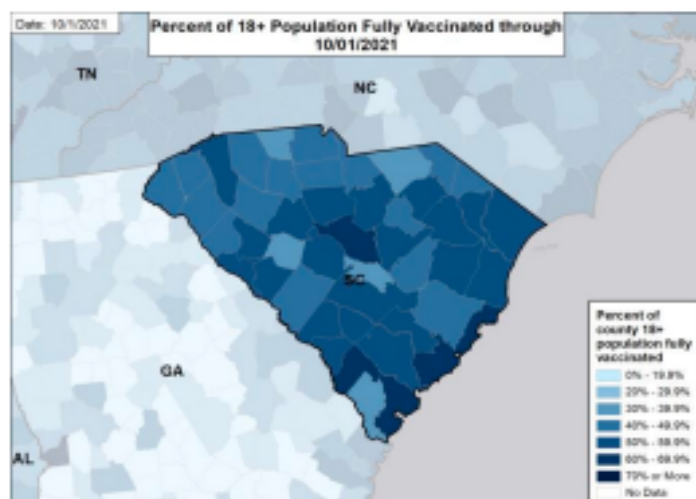 Date: 10/1/2021
Percent of 18+ Population Fully Vaccinated through
10/01/2021
TN
NC
SC
GA
AL
Percent of
county 18+
population fully
vaccinated
0% - 19.9%
20% - 29.9%
30% - 39.9%
40% - 49.9%
50% - 59.9%
60% - 69.9%
70% or More
No Data